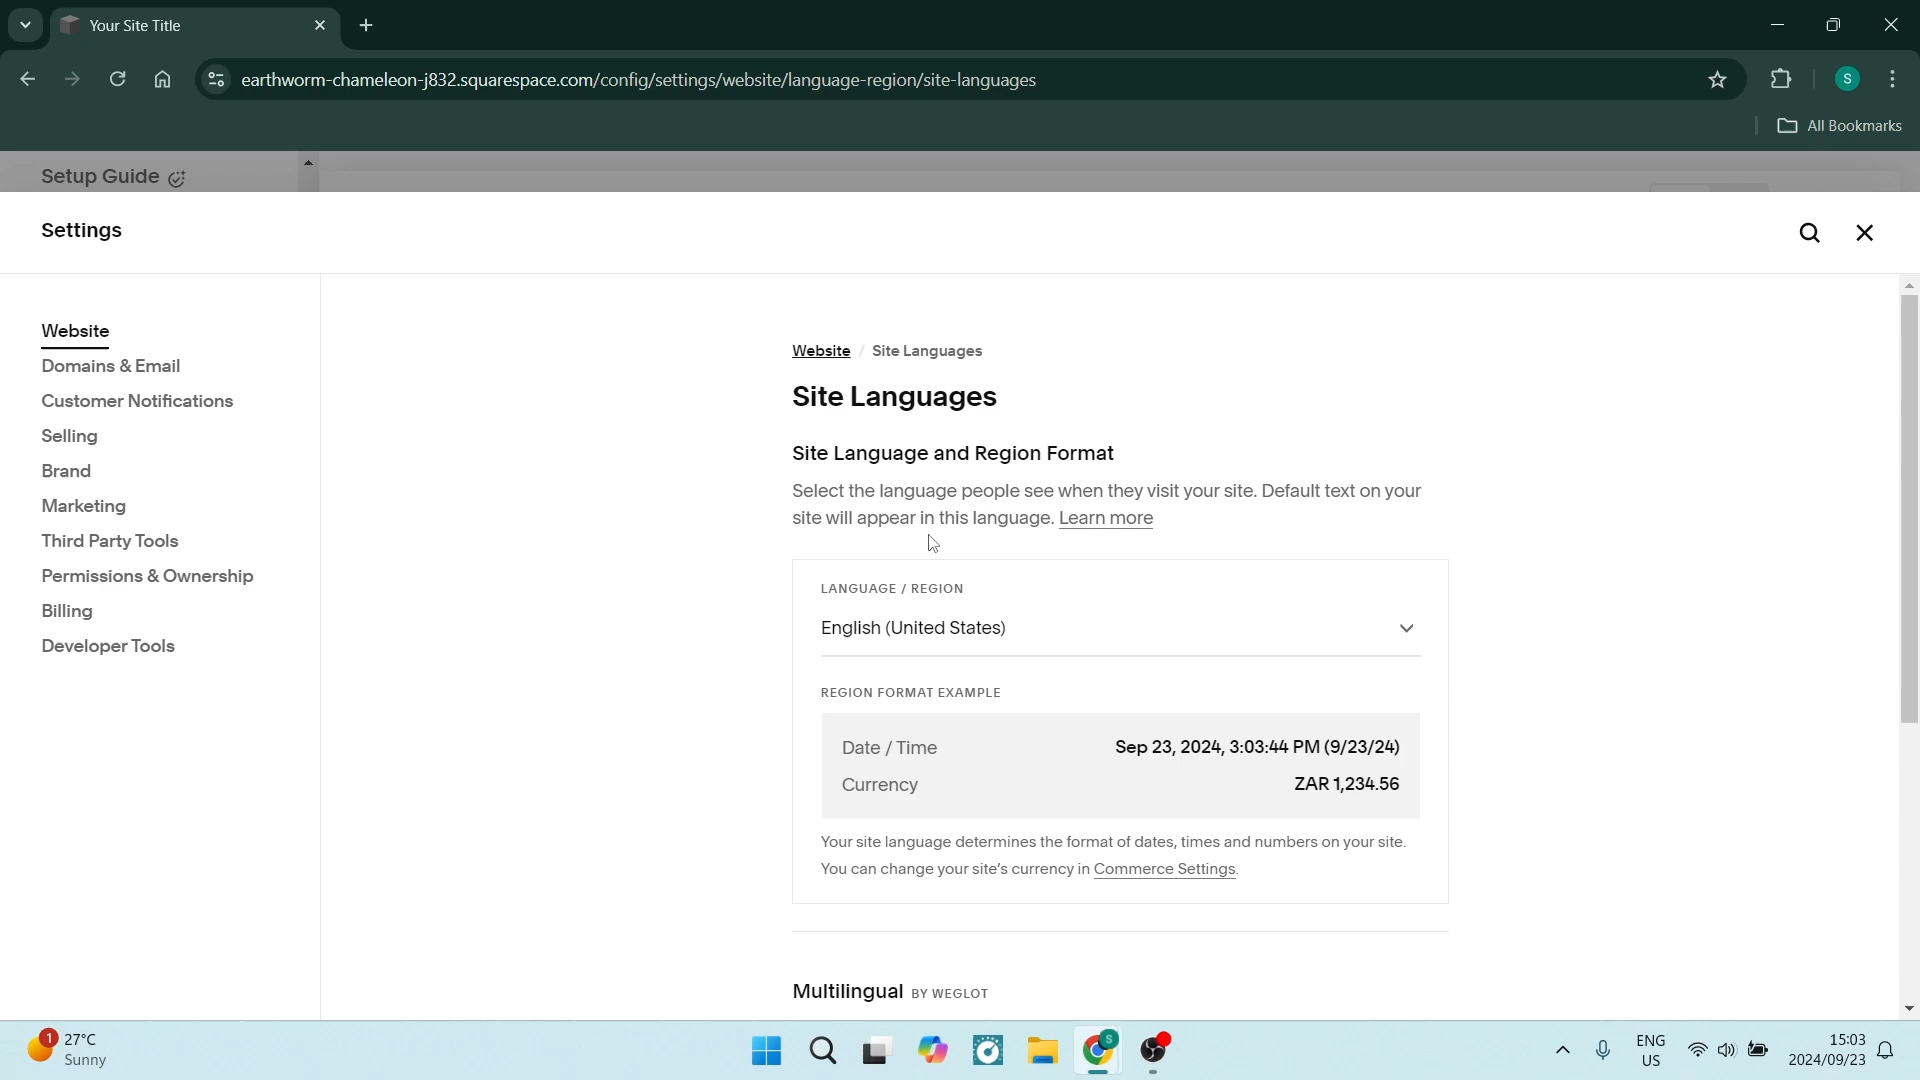 Your Site Title
earthworm-chameleon-j832.squarespace.com/config/settings/website/language-region/site-languages
S
All Bookmarks
Setup Guide
Settings
Website
Domains & Email
Customer Notifications
Selling
Brand
Marketing
Third Party Tools
Permissions & Ownership
Billing
Developer Tools
Website / Site Languages
Site Languages
Site Language and Region Format
Select the language people see when they visit your site. Default text on your
site will appear in this language. Learn more
LANGUAGE / REGION
English (United States)
REGION FORMAT EXAMPLE
Date / Time Sep 23, 2024, 3:03:44 PM (9/23/24)
Currency ZAR 1,234.56
Your site language determines the format of dates, times and numbers on your site.
You can change your site's currency in Commerce Settings.
Multilingual BY WEGLOT
1
27°C
Sunny
S
ENG
US
15:03
2024/09/23